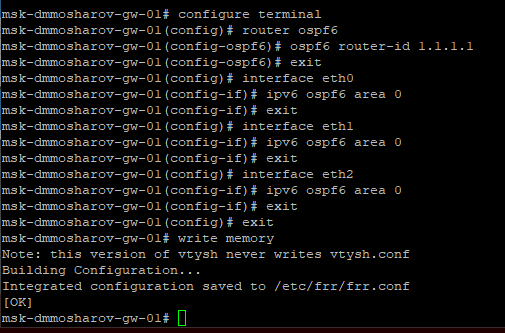 msk-dmmosharov-gw-01# configure terminal
msk-dmmosharov-gw-01(config)# router ospf6
msk-dmmosharov-gw-01(config-ospf6)# ospf6 router-id 1.1.1.1
msk-dmmosharov-gw-01(config-ospf6)# exit
msk-dmmosharov-gw-01(config)# interface eth0
msk-dmmosharov-gw-01(config-if)# ipv6 ospf6 area 0
msk-dmmosharov-gw-01(config-if)# exit
msk-dmmosharov-gw-01(config)# interface eth1
msk-dmmosharov-gw-01(config-if)# ipv6 ospf6 area 0
msk-dmmosharov-gw-01(config-if)# exit
msk-dmmosharov-gw-01(config)# interface eth2
msk-dmmosharov-gw-01(config-if)# ipv6 ospf6 area 0
msk-dmmosharov-gw-01(config-if)# exit
msk-dmmosharov-gw-01(config)# exit
msk-dmmosharov-gw-01# write memory
Note: this version of vtysh never writes vtysh.conf
Building Configuration...
Integrated configuration saved to /etc/frr/frr.conf
[OK]
msk-dmmosharov-gw-01#